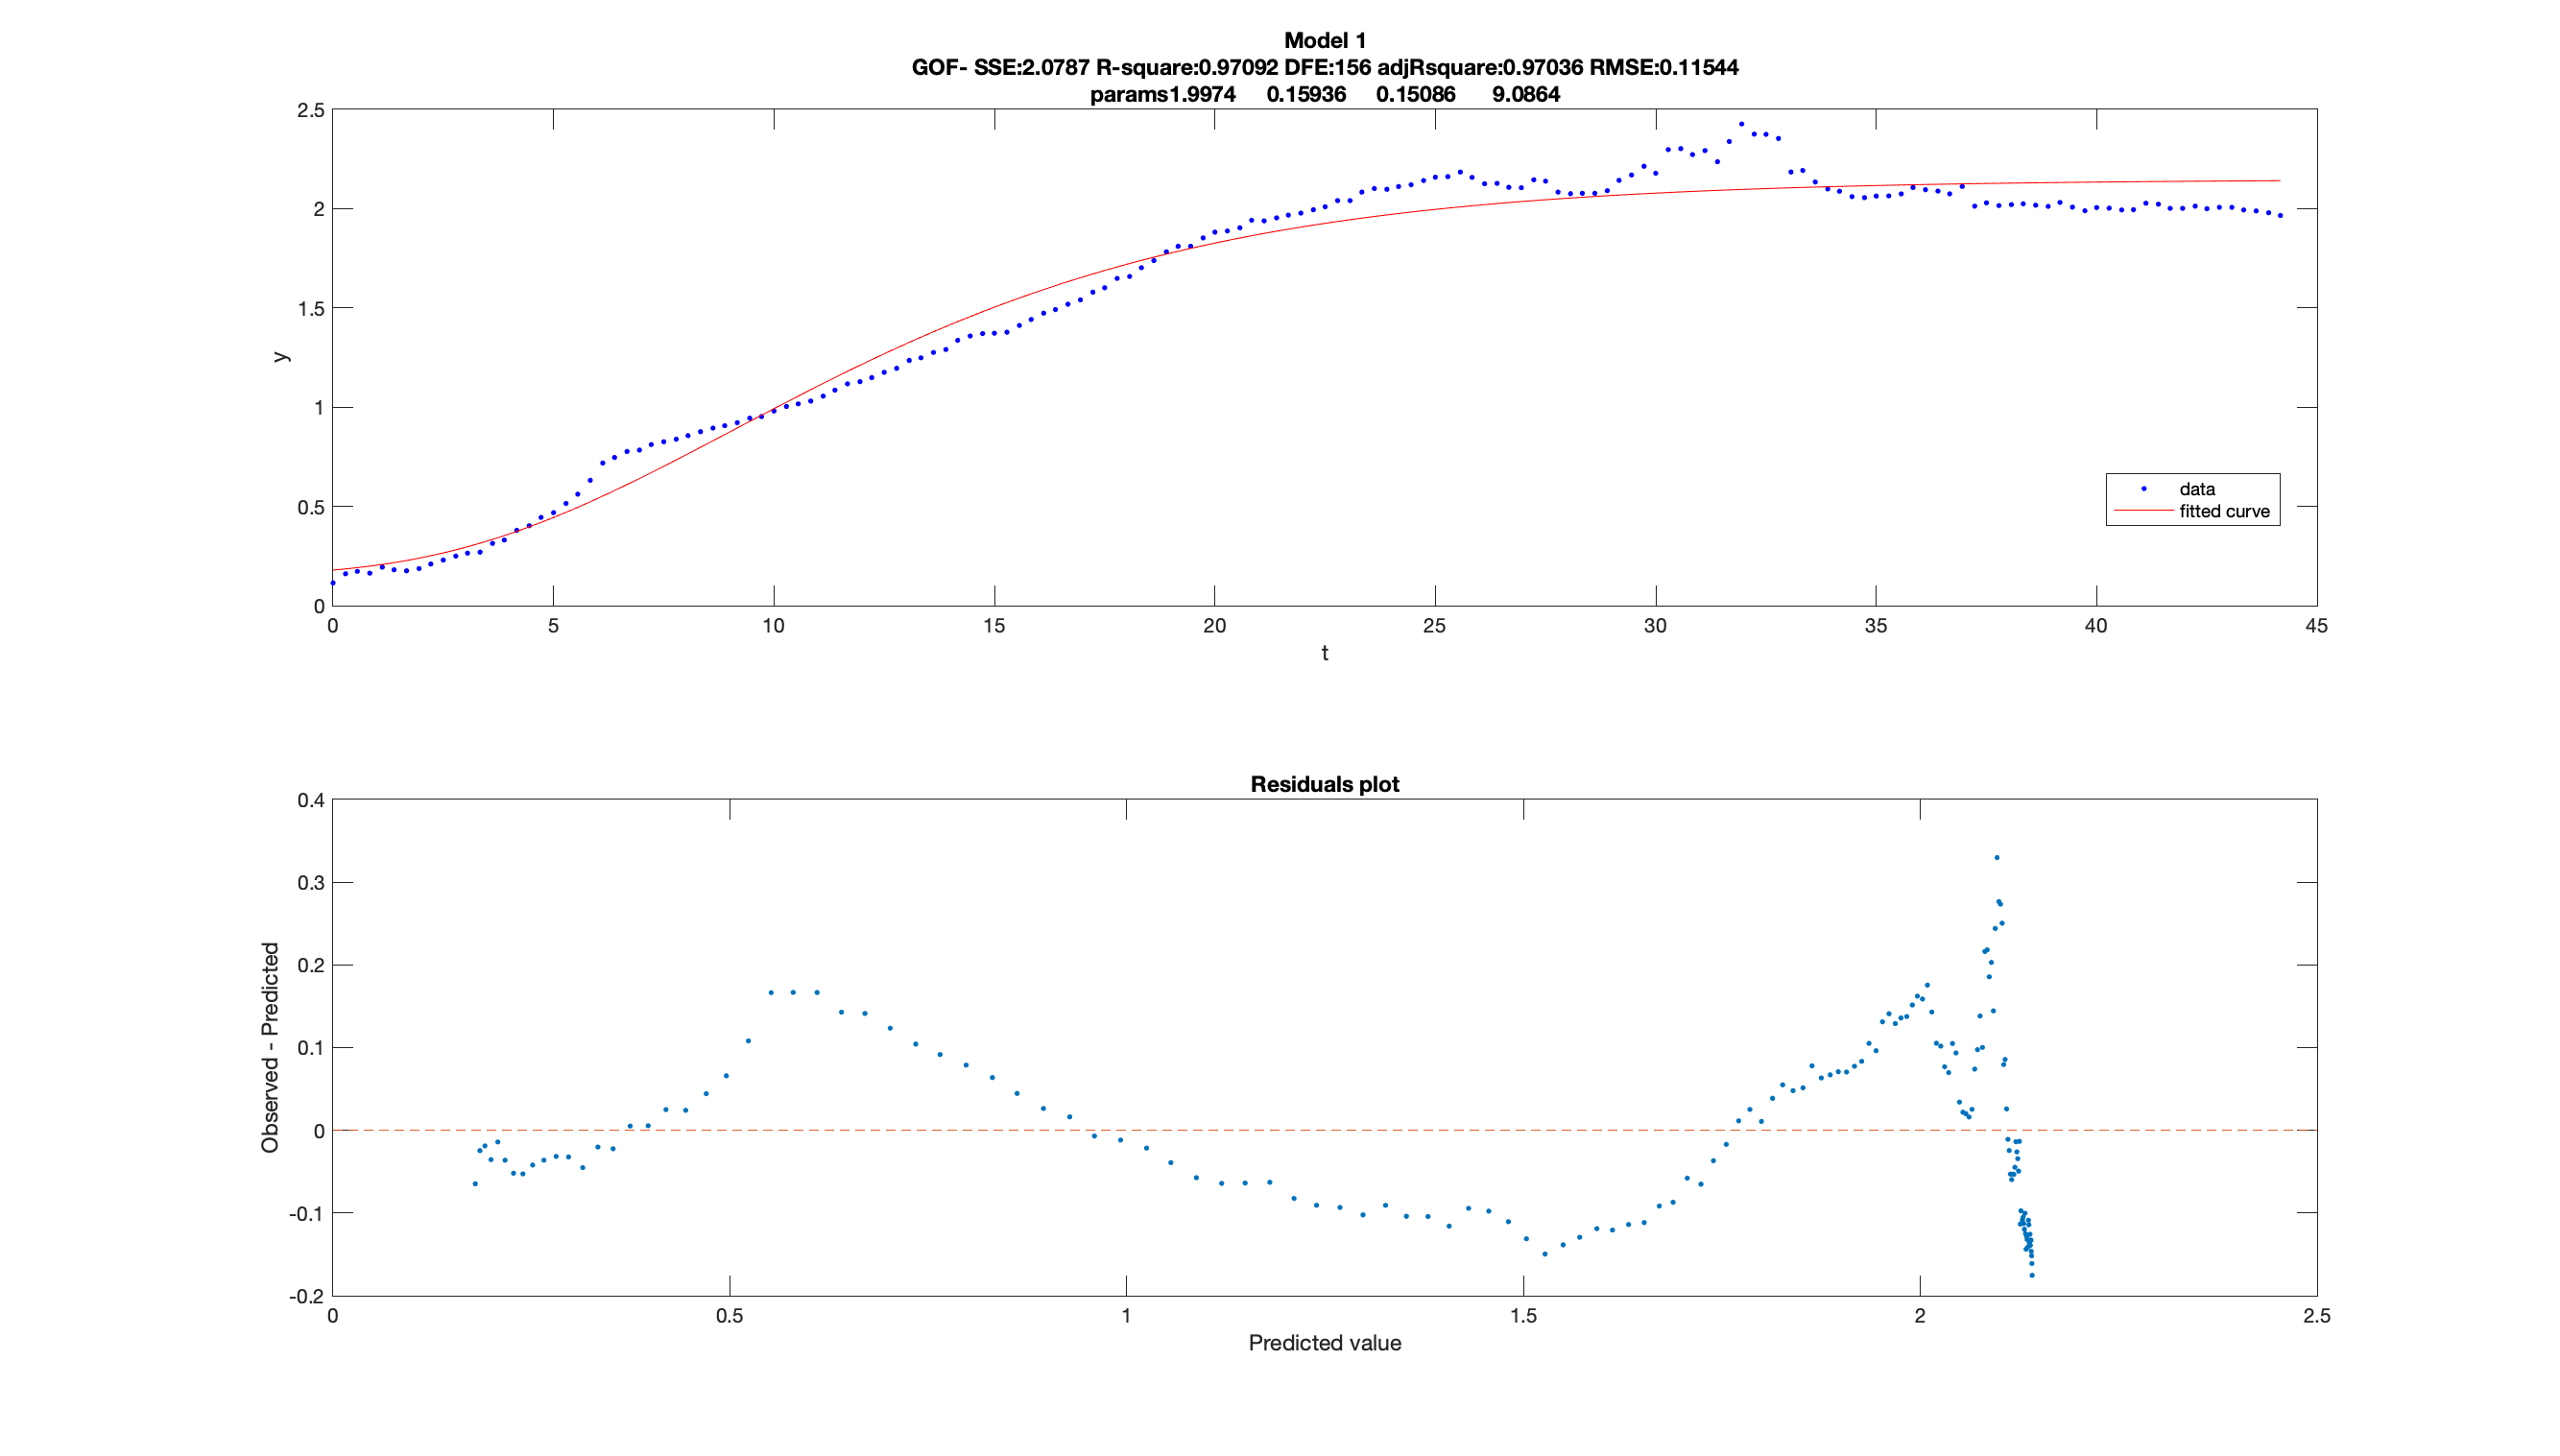 Model 1
GOF- SSE:2.0787 R-square:0.97092 DFE:156 adjRsquare:0.97036 RMSE:0.11544
params1.9974 0.15936 0.15086 9.0864
2.5
2
1.5
1
0.5
0
y
data
fitted curve
0 5 10 15 20 25 30 35 40 45
t
Residuals plot
0.4
0.3
0.2
0.1
0
-0.1
-0.2
Observed - Predicted
0 0.5 1 1.5 2 2.5
Predicted value